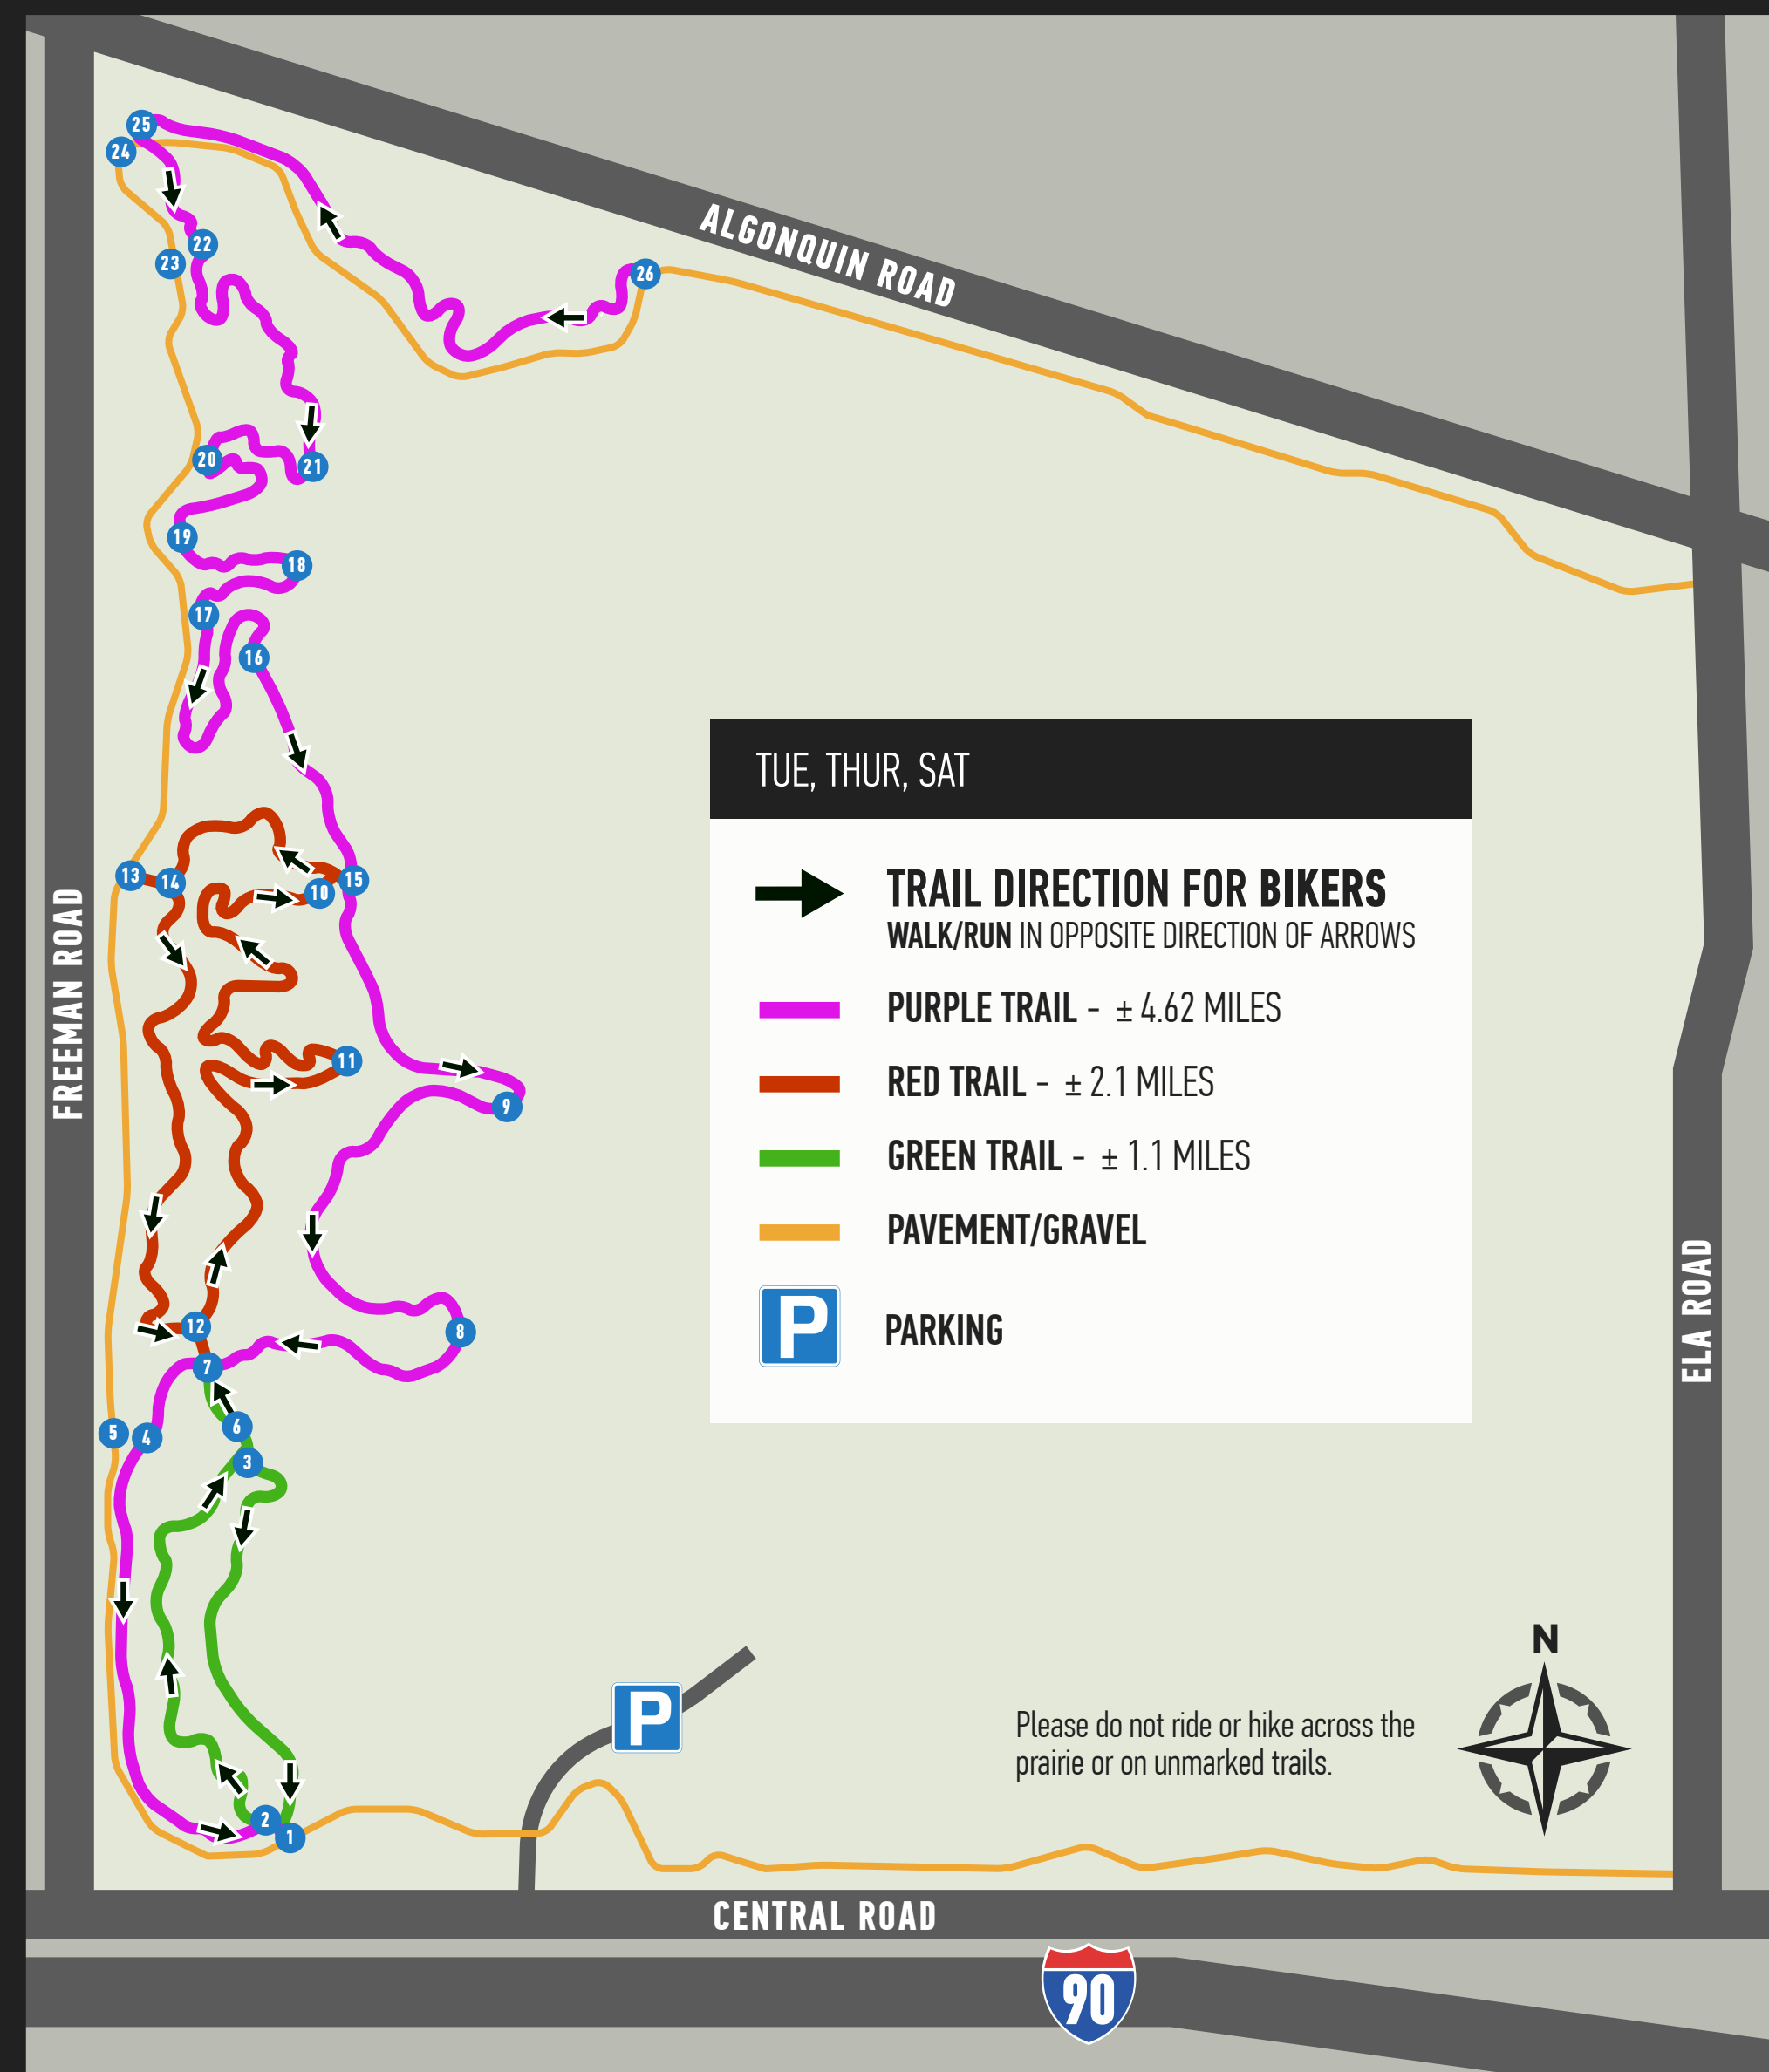 25
24
ALGONQUIN ROAD
22
23
26
20
21
19
18
17
16
TUE, THUR, SAT
TRAIL DIRECTION FOR BIKERS
WALK/RUN IN OPPOSITE DIRECTION OF ARROWS
PURPLE TRAIL - ± 4.62 MILES
RED TRAIL - ± 2.1 MILES
GREEN TRAIL - ± 1.1 MILES
PAVEMENT/GRAVEL
P PARKING
13
14
10
15
FREEMAN ROAD
11
9
ELA ROAD
12
8
7
6
5
4
3
N
P
Please do not ride or hike across the
prairie or on unmarked trails.
2
1
CENTRAL ROAD
90